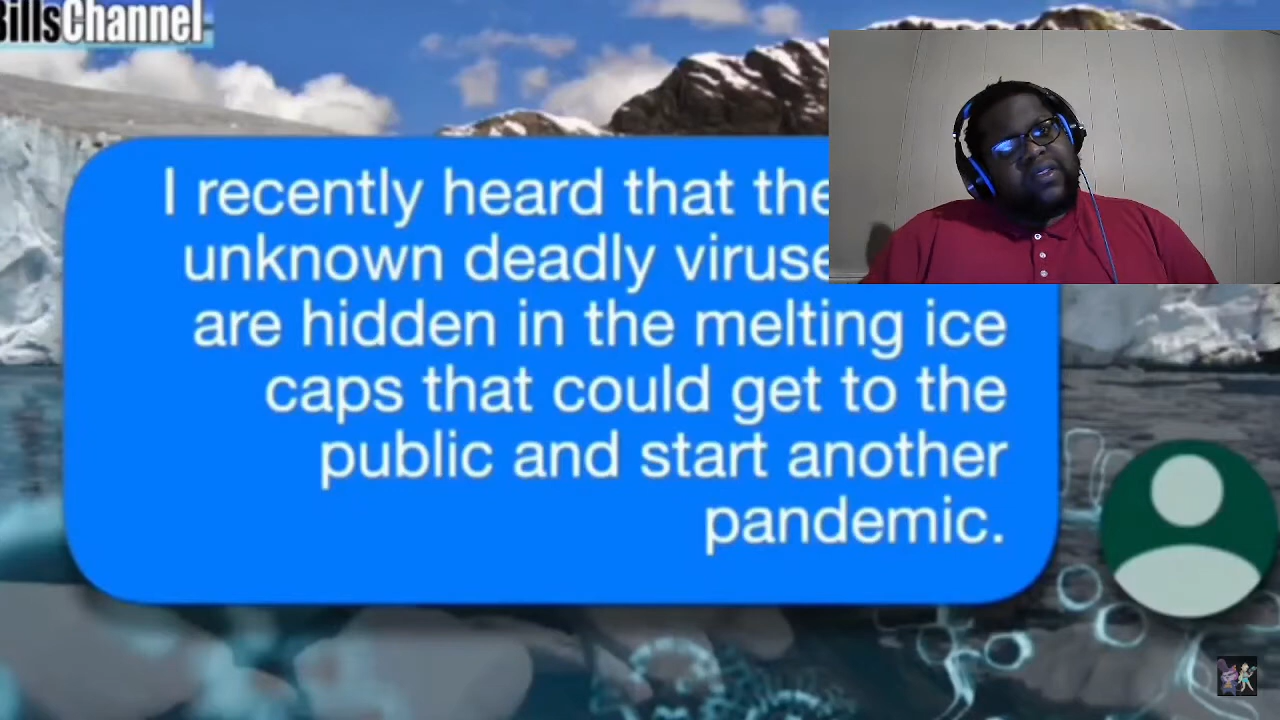 BillsChannel
I recently heard that the
unknown deadly viruse
are hidden in the melting ice
caps that could get to the
public and start another
pandemic.